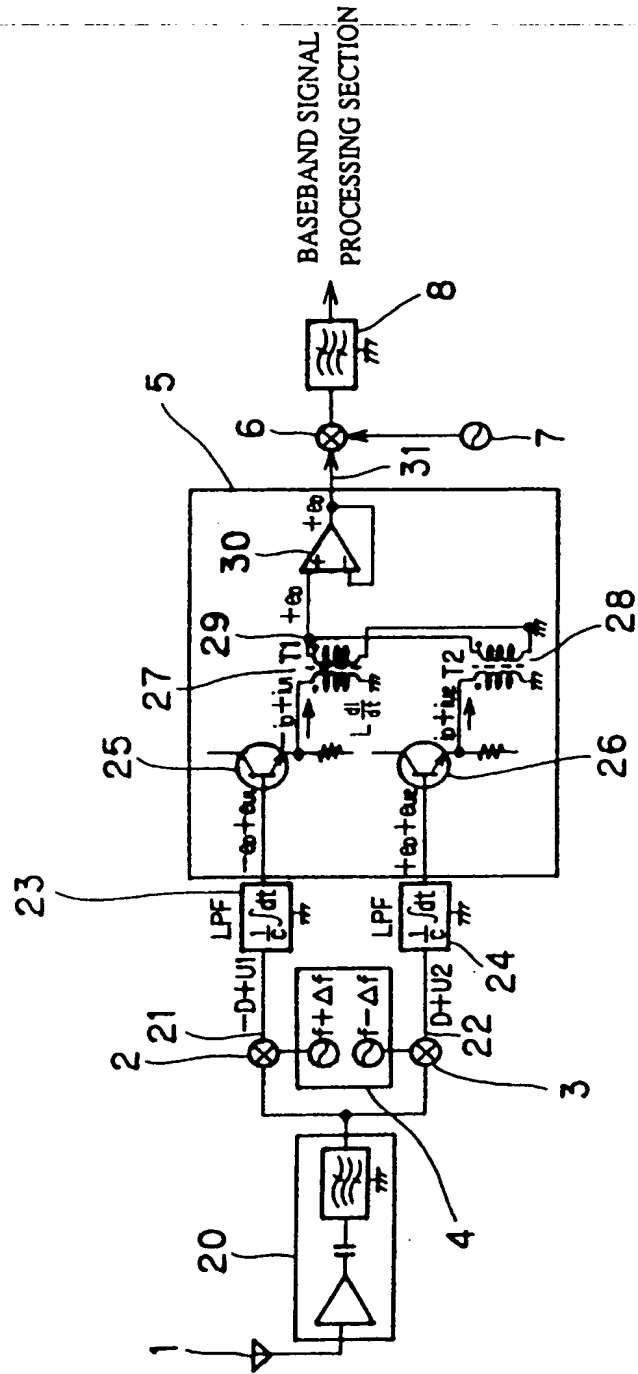 1
20
4
2
21
-D+U1
f+Δf
f-Δf
D+U2
22
3
23
LPF
1/c ∫dt
LPF
1/c ∫dt
24
25
-e₀+eu₁
+e₀+eu₂
26
-i₀+iu₁
i₀+iu₂
27
29
T1
L di/dt
T2
28
+e₀
30
+
-
+e₀
5
31
6
7
8
BASEBAND SIGNAL
PROCESSING SECTION